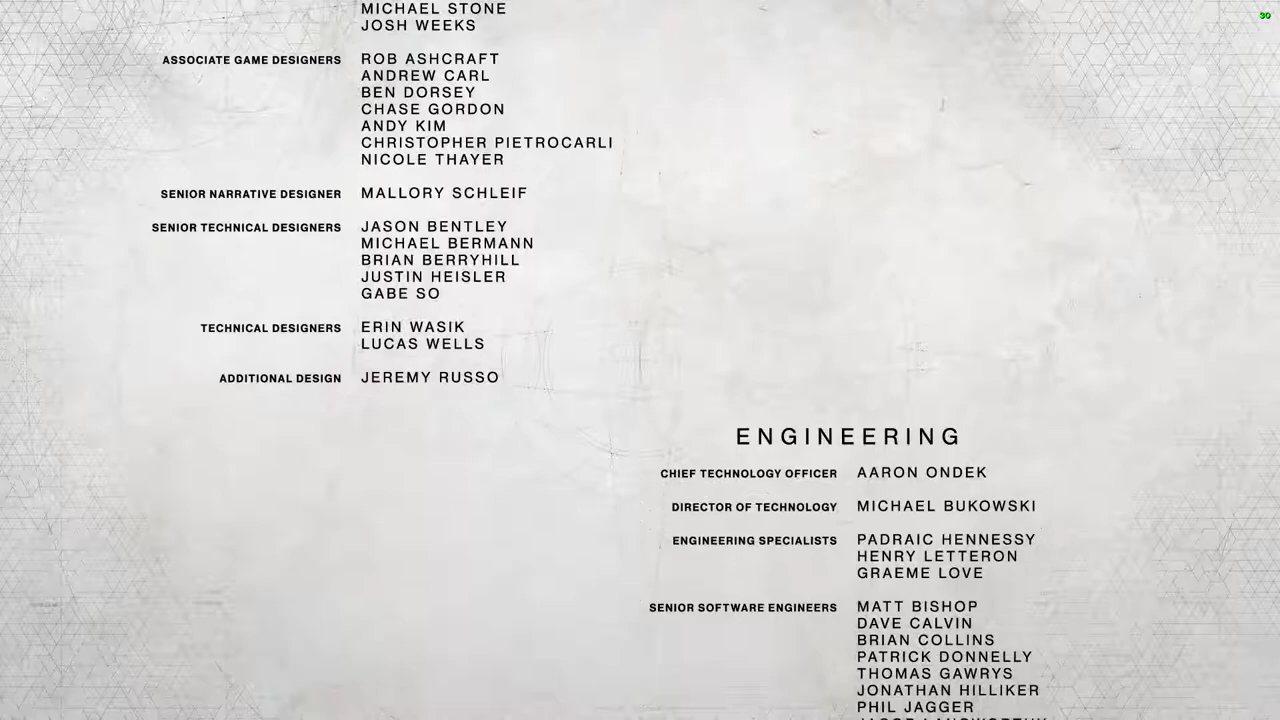 30
MICHAEL STONE
JOSH WEEKS
ASSOCIATE GAME DESIGNERS ROB ASHCRAFT
ANDREW CARL
BEN DORSEY
CHASE GORDON
ANDY KIM
CHRISTOPHER PIETROCARLI
NICOLE THAYER
SENIOR NARRATIVE DESIGNER MALLORY SCHLEIF
SENIOR TECHNICAL DESIGNERS JASON BENTLEY
MICHAEL BERMANN
BRIAN BERRYHILL
JUSTIN HEISLER
GABE SO
TECHNICAL DESIGNERS ERIN WASIK
LUCAS WELLS
ADDITIONAL DESIGN JEREMY RUSSO
ENGINEERING
CHIEF TECHNOLOGY OFFICER AARON ONDEK
DIRECTOR OF TECHNOLOGY MICHAEL BUKOWSKI
ENGINEERING SPECIALISTS PADRAIC HENNESSY
HENRY LETTERON
GRAEME LOVE
SENIOR SOFTWARE ENGINEERS MATT BISHOP
DAVE CALVIN
BRIAN COLLINS
PATRICK DONNELLY
THOMAS GAWRYS
JONATHAN HILLIKER
PHIL JAGGER